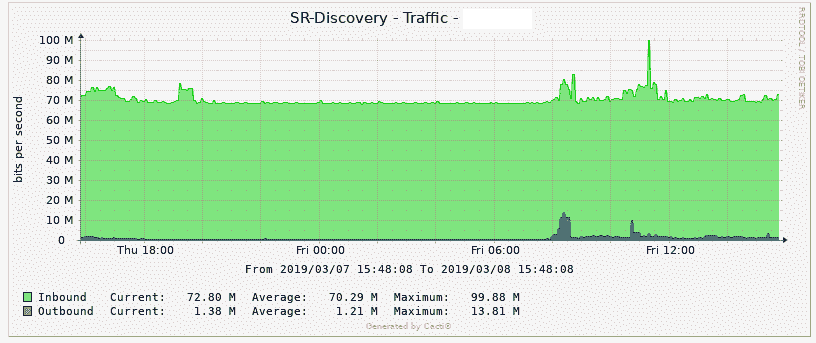 SR-Discovery - Traffic -
RRDTOOL / TOBI OETIKER
bits per second
100 M
90 M
80 M
70 M
60 M
50 M
40 M
30 M
20 M
10 M
0
Thu 18:00 Fri 00:00 Fri 06:00 Fri 12:00
From 2019/03/07 15:48:08 To 2019/03/08 15:48:08
Inbound Current: 72.80 M Average: 70.29 M Maximum: 99.88 M
Outbound Current: 1.38 M Average: 1.21 M Maximum: 13.81 M
Generated by Cacti®